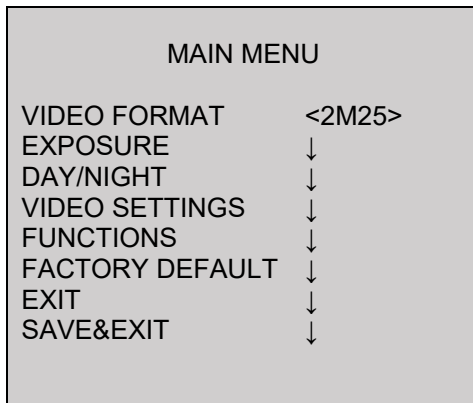 MAIN MENU
VIDEO FORMAT <2M25>
EXPOSURE ↓
DAY/NIGHT ↓
VIDEO SETTINGS ↓
FUNCTIONS ↓
FACTORY DEFAULT ↓
EXIT ↓
SAVE&EXIT ↓